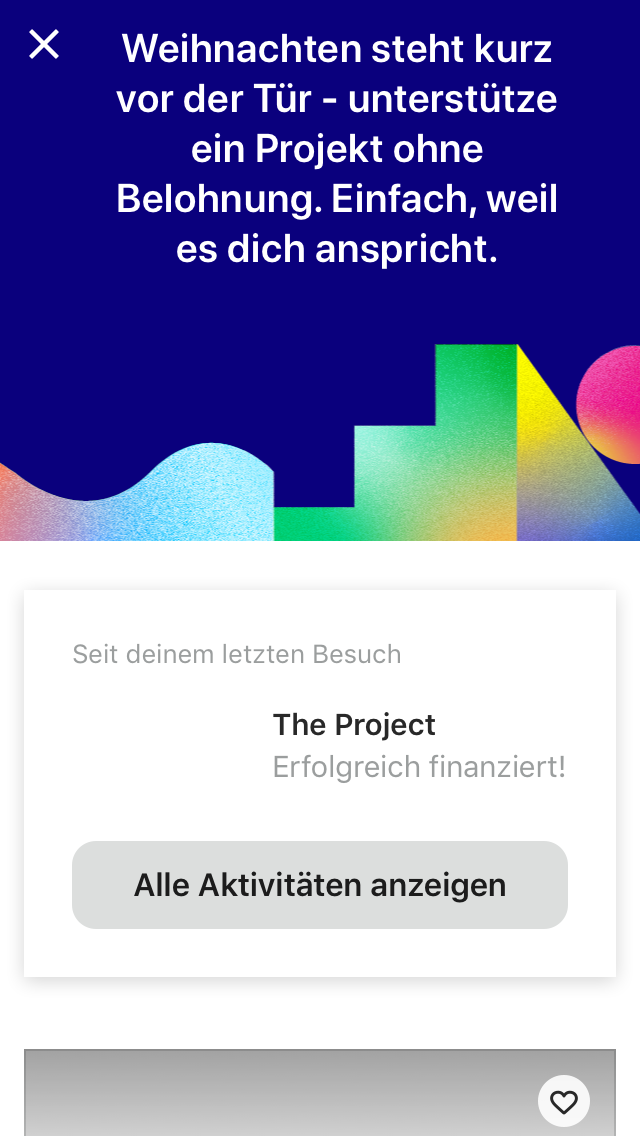 Weihnachten steht kurz
vor der Tür - unterstütze
ein Projekt ohne
Belohnung. Einfach, weil
es dich anspricht.
Seit deinem letzten Besuch
The Project
Erfolgreich finanziert!
Alle Aktivitäten anzeigen